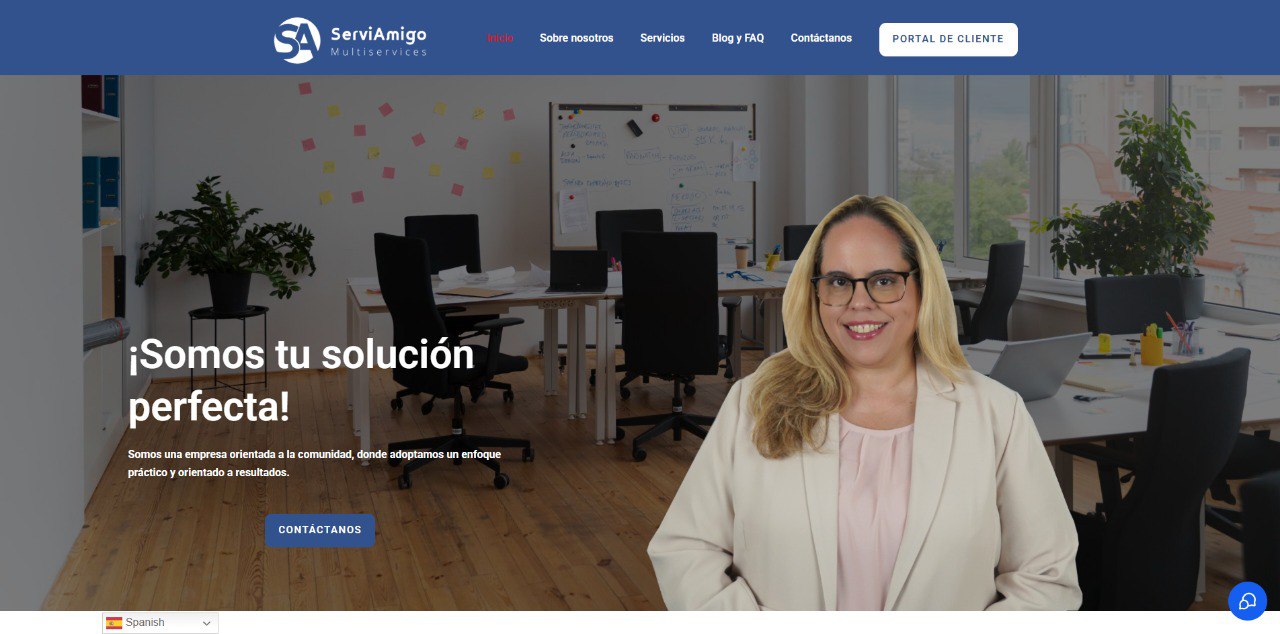 SA
ServiAmigo
Multiservices
Inicio
Sobre nosotros
Servicios
Blog y FAQ
Contáctanos
PORTAL DE CLIENTE
¡Somos tu solución
perfecta!
Somos una empresa orientada a la comunidad, donde adoptamos un enfoque
práctico y orientado a resultados.
CONTÁCTANOS
Spanish